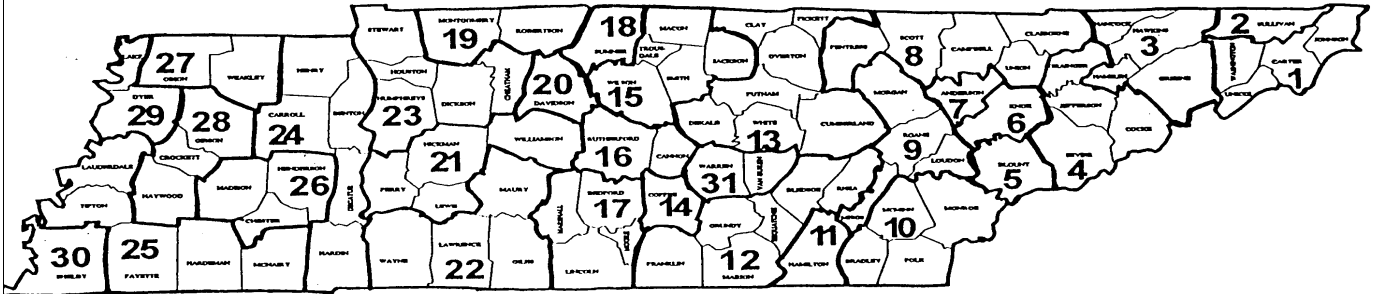 STEWART
MONTGOMERY
19
ROBERTSON
18
SUMNER
TROUS-
DALE
MACON
CLAY
PICKETT
JACKSON
OVERTON
FENTRESS
SCOTT
8
CAMPBELL
CLAIBORNE
UNION
HANCOCK
HAWKINS
3
2
SULLIVAN
JOHNSON
WASHINGTON
CARTER
1
UNICOI
GREENE
HAMBLEN
GRAINGER
JEFFERSON
COCKE
SEVIER
4
LAKE
27
OBION
WEAKLEY
HENRY
HOUSTON
HUMPHREYS
23
DICKSON
CHEATHAM
20
DAVIDSON
WILSON
15
SMITH
PUTNAM
DEKALB
WHITE
13
CUMBERLAND
MORGAN
ANDERSON
7
KNOX
6
ROANE
9
LOUDON
BLOUNT
5
DYER
29
28
GIBSON
CARROLL
24
BENTON
HICKMAN
21
WILLIAMSON
RUTHERFORD
16
CANNON
WARREN
31
VAN BUREN
BLEDSOE
RHEA
MEIGS
MCMINN
10
MONROE
LAUDERDALE
CROCKETT
HAYWOOD
MADISON
HENDERSON
26
DECATUR
PERRY
LEWIS
MAURY
MARSHALL
BEDFORD
17
MOORE
COFFEE
14
GRUNDY
SEQUATCHIE
11
HAMILTON
BRADLEY
POLK
TIPTON
CHESTER
30
SHELBY
25
FAYETTE
HARDEMAN
MCNAIRY
HARDIN
WAYNE
LAWRENCE
22
GILES
LINCOLN
FRANKLIN
12
MARION